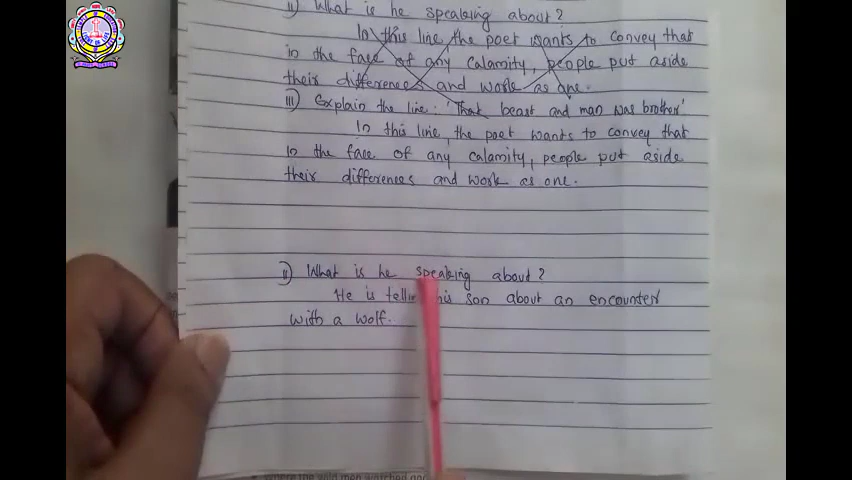 ii) What is he speaking about?
In this line, the poet wants to convey that
in the face of any calamity, people put aside
their differences and work as one.
iii) Explain the line: 'That beast and man was brother'
In this line, the poet wants to convey that
in the face of any calamity, people put aside
their differences and work as one.
ii) What is he speaking about?
He is his son about an encounter
with a wolf.